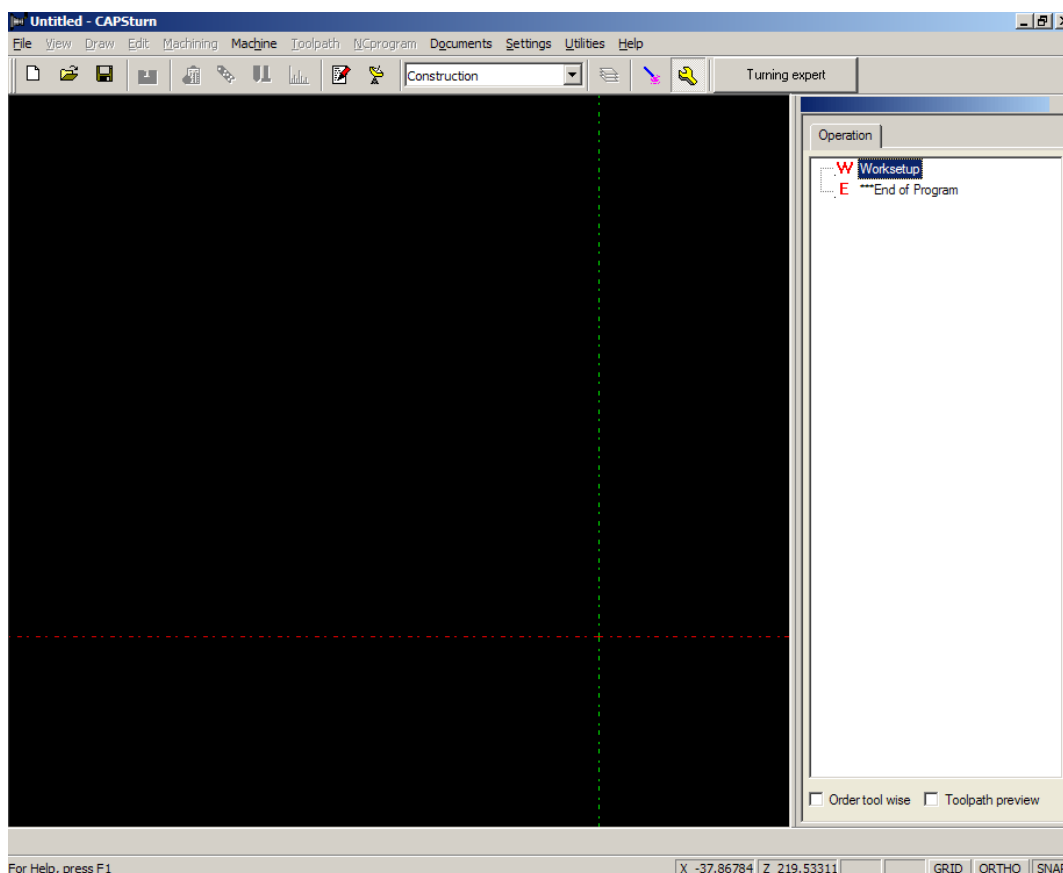 Untitled - CAPSturn
File View Draw Edit Machining Machine Toolpath NCprogram Documents Settings Utilities Help
Construction Turning expert
Operation
W Worksetup
E ***End of Program
Order tool wise Toolpath preview
For Help, press F1 X -37.86784 Z 219.53311 GRID ORTHO SNAP